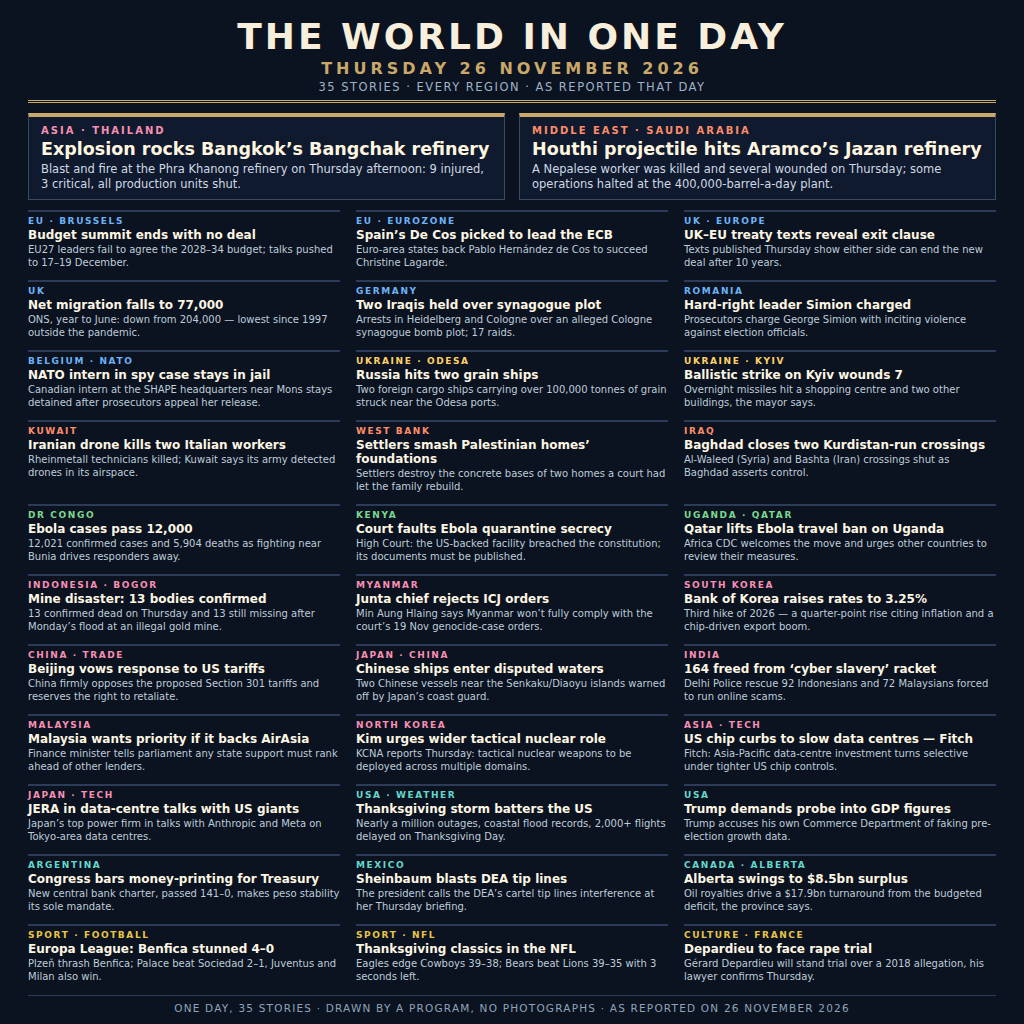 THE WORLD IN ONE DAY
THURSDAY 26 NOVEMBER 2026
35 STORIES · EVERY REGION · AS REPORTED THAT DAY
ASIA · THAILAND
Explosion rocks Bangkok’s Bangchak refinery
Blast and fire at the Phra Khanong refinery on Thursday afternoon: 9 injured,
3 critical, all production units shut.
MIDDLE EAST · SAUDI ARABIA
Houthi projectile hits Aramco’s Jazan refinery
A Nepalese worker was killed and several wounded on Thursday; some
operations halted at the 400,000-barrel-a-day plant.
EU · BRUSSELS
Budget summit ends with no deal
EU27 leaders fail to agree the 2028–34 budget; talks pushed
to 17–19 December.
EU · EUROZONE
Spain’s De Cos picked to lead the ECB
Euro-area states back Pablo Hernández de Cos to succeed
Christine Lagarde.
UK · EUROPE
UK–EU treaty texts reveal exit clause
Texts published Thursday show either side can end the new
deal after 10 years.
UK
Net migration falls to 77,000
ONS, year to June: down from 204,000 — lowest since 1997
outside the pandemic.
GERMANY
Two Iraqis held over synagogue plot
Arrests in Heidelberg and Cologne over an alleged Cologne
synagogue bomb plot; 17 raids.
ROMANIA
Hard-right leader Simion charged
Prosecutors charge George Simion with inciting violence
against election officials.
BELGIUM · NATO
NATO intern in spy case stays in jail
Canadian intern at the SHAPE headquarters near Mons stays
detained after prosecutors appeal her release.
UKRAINE · ODESA
Russia hits two grain ships
Two foreign cargo ships carrying over 100,000 tonnes of grain
struck near the Odesa ports.
UKRAINE · KYIV
Ballistic strike on Kyiv wounds 7
Overnight missiles hit a shopping centre and two other
buildings, the mayor says.
KUWAIT
Iranian drone kills two Italian workers
Rheinmetall technicians killed; Kuwait says its army detected
drones in its airspace.
WEST BANK
Settlers smash Palestinian homes’
foundations
Settlers destroy the concrete bases of two homes a court had
let the family rebuild.
IRAQ
Baghdad closes two Kurdistan-run crossings
Al-Waleed (Syria) and Bashta (Iran) crossings shut as
Baghdad asserts control.
DR CONGO
Ebola cases pass 12,000
12,021 confirmed cases and 5,904 deaths as fighting near
Bunia drives responders away.
KENYA
Court faults Ebola quarantine secrecy
High Court: the US-backed facility breached the constitution;
its documents must be published.
UGANDA · QATAR
Qatar lifts Ebola travel ban on Uganda
Africa CDC welcomes the move and urges other countries to
review their measures.
INDONESIA · BOGOR
Mine disaster: 13 bodies confirmed
13 confirmed dead on Thursday and 13 still missing after
Monday’s flood at an illegal gold mine.
MYANMAR
Junta chief rejects ICJ orders
Min Aung Hlaing says Myanmar won’t fully comply with the
court’s 19 Nov genocide-case orders.
SOUTH KOREA
Bank of Korea raises rates to 3.25%
Third hike of 2026 — a quarter-point rise citing inflation and a
chip-driven export boom.
CHINA · TRADE
Beijing vows response to US tariffs
China firmly opposes the proposed Section 301 tariffs and
reserves the right to retaliate.
JAPAN · CHINA
Chinese ships enter disputed waters
Two Chinese vessels near the Senkaku/Diaoyu islands warned
off by Japan’s coast guard.
INDIA
164 freed from ‘cyber slavery’ racket
Delhi Police rescue 92 Indonesians and 72 Malaysians forced
to run online scams.
MALAYSIA
Malaysia wants priority if it backs AirAsia
Finance minister tells parliament any state support must rank
ahead of other lenders.
NORTH KOREA
Kim urges wider tactical nuclear role
KCNA reports Thursday: tactical nuclear weapons to be
deployed across multiple domains.
ASIA · TECH
US chip curbs to slow data centres — Fitch
Fitch: Asia-Pacific data-centre investment turns selective
under tighter US chip controls.
JAPAN · TECH
JERA in data-centre talks with US giants
Japan’s top power firm in talks with Anthropic and Meta on
Tokyo-area data centres.
USA · WEATHER
Thanksgiving storm batters the US
Nearly a million outages, coastal flood records, 2,000+ flights
delayed on Thanksgiving Day.
USA
Trump demands probe into GDP figures
Trump accuses his own Commerce Department of faking pre-
election growth data.
ARGENTINA
Congress bars money-printing for Treasury
New central bank charter, passed 141–0, makes peso stability
its sole mandate.
MEXICO
Sheinbaum blasts DEA tip lines
The president calls the DEA’s cartel tip lines interference at
her Thursday briefing.
CANADA · ALBERTA
Alberta swings to $8.5bn surplus
Oil royalties drive a $17.9bn turnaround from the budgeted
deficit, the province says.
SPORT · FOOTBALL
Europa League: Benfica stunned 4–0
Plzeň thrash Benfica; Palace beat Sociedad 2–1, Juventus and
Milan also win.
SPORT · NFL
Thanksgiving classics in the NFL
Eagles edge Cowboys 39–38; Bears beat Lions 39–35 with 3
seconds left.
CULTURE · FRANCE
Depardieu to face rape trial
Gérard Depardieu will stand trial over a 2018 allegation, his
lawyer confirms Thursday.
ONE DAY, 35 STORIES · DRAWN BY A PROGRAM, NO PHOTOGRAPHS · AS REPORTED ON 26 NOVEMBER 2026